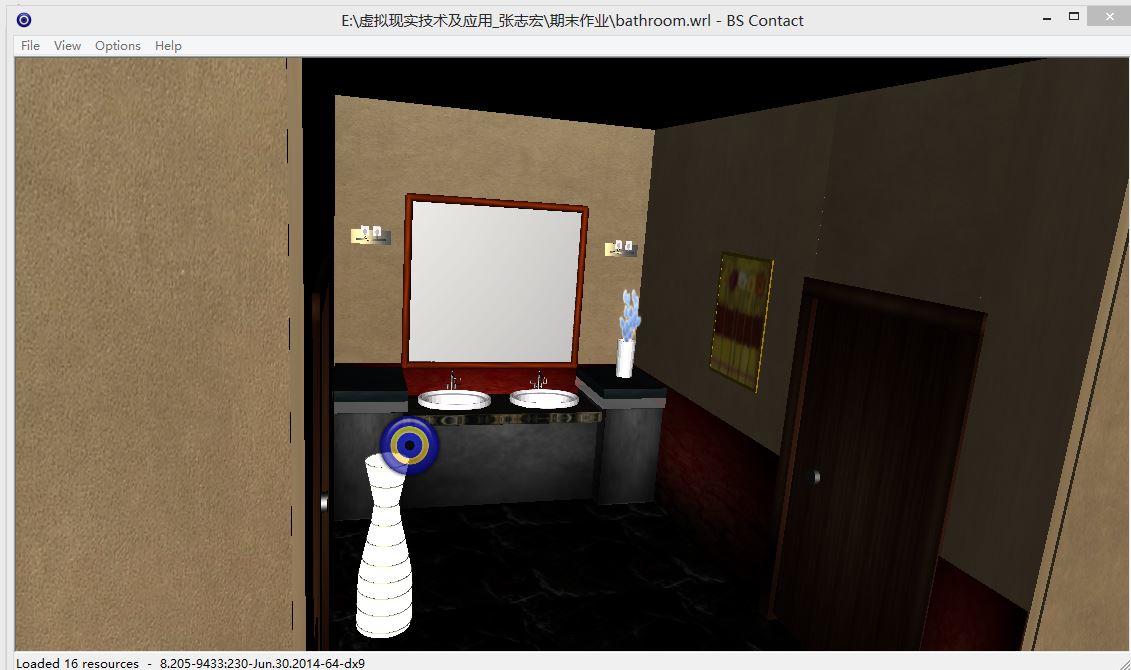 E:\虚拟现实技术及应用_张志宏\期末作业\bathroom.wrl - BS Contact
File View Options Help
Loaded 16 resources - 8.205-9433:230-Jun.30.2014-64-dx9